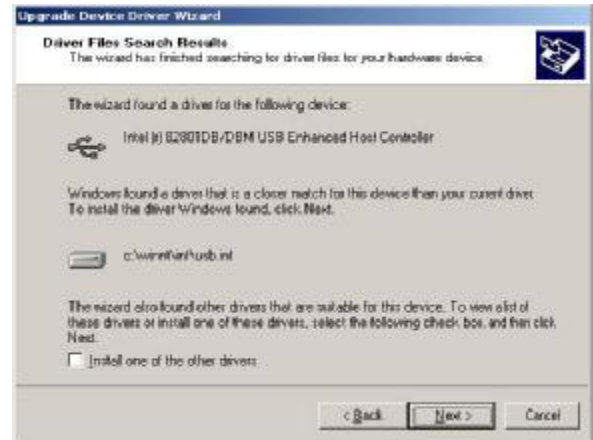 Upgrade Device Driver Wizard
Driver Files Search Results
The wizard has finished searching for driver files for your hardware device.
The wizard found a driver for the following device:
Intel (r) 82801DB/DBM USB Enhanced Host Controller
Windows found a driver that is a closer match for this device than your current driver.
To install the driver Windows found, click Next.
c:\winnt\inf\usb.inf
The wizard also found other drivers that are suitable for this device. To view a list of
these drivers or install one of these drivers, select the following check box, and then click
Next.
Install one of the other drivers
< Back
Next >
Cancel